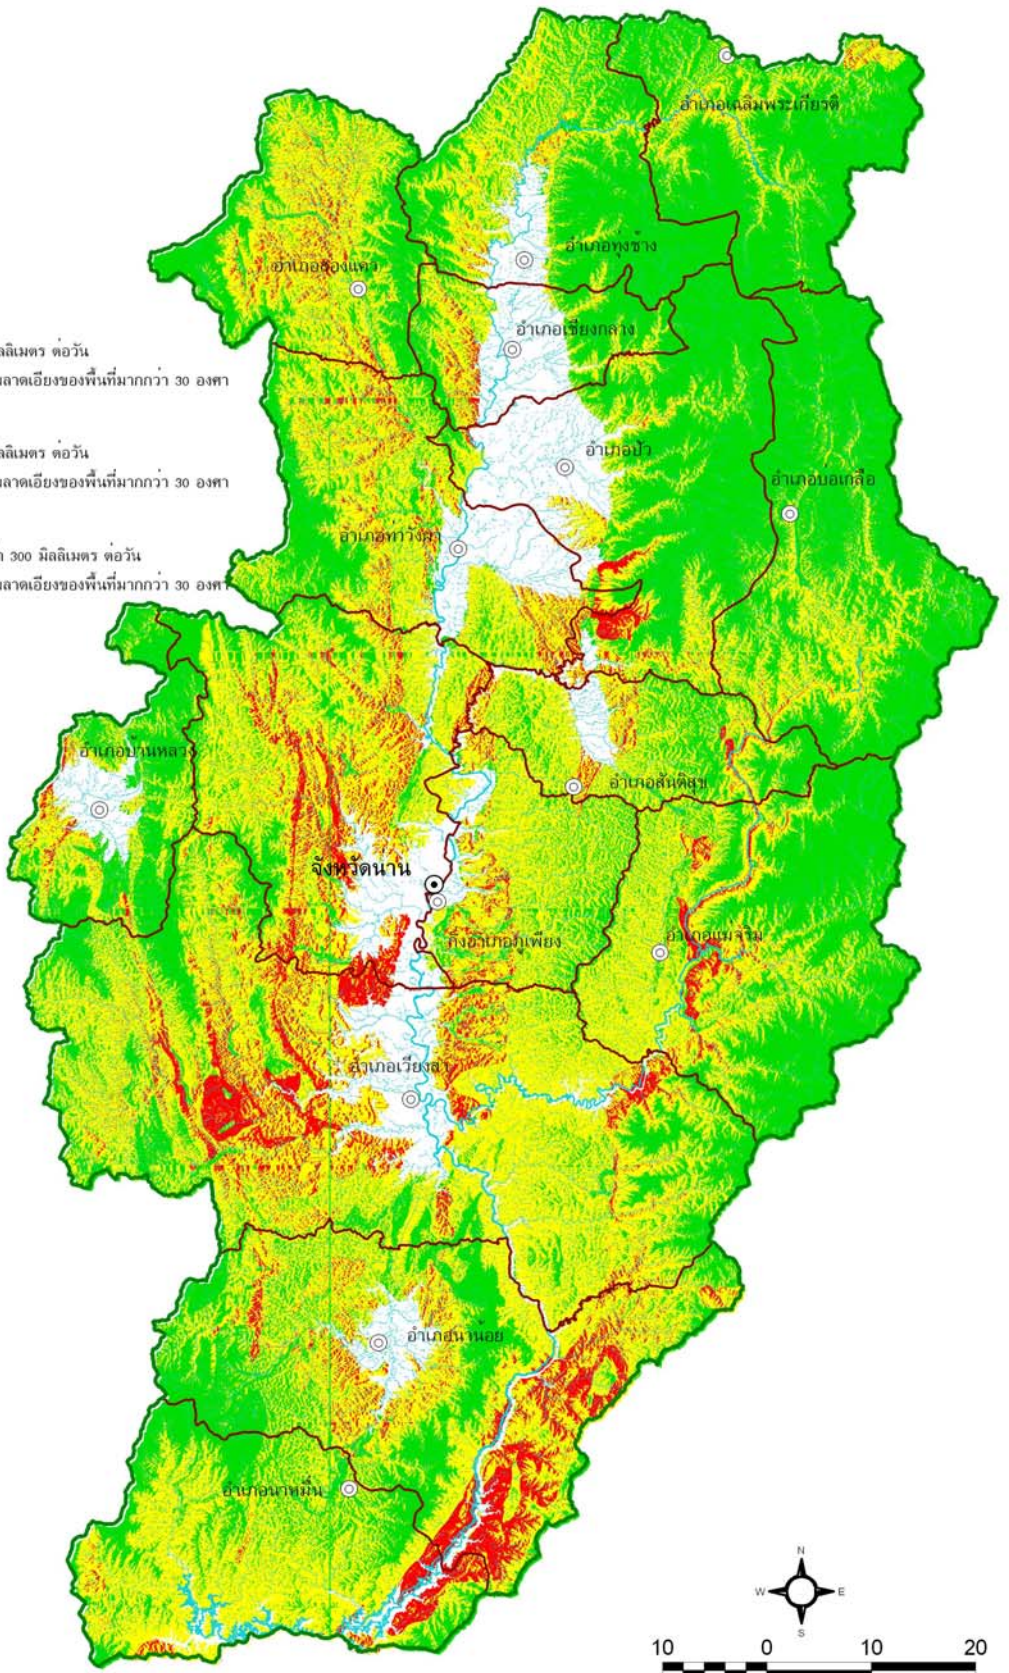 อำเภอเฉลิมพระเกียรติ
อำเภอทุ่งช้าง
อำเภอสองแคว
อำเภอเชียงกลาง
ลลิเมตร ต่อวัน
มลาดเอียงของพื้นที่มากกว่า 30 องศา
อำเภอปัว
ลลิเมตร ต่อวัน
มลาดเอียงของพื้นที่มากกว่า 30 องศา
อำเภอบ่อเกลือ
อำเภอท่าวังผา
300 มิลลิเมตร ต่อวัน
มลาดเอียงของพื้นที่มากกว่า 30 องศา
อำเภอบ้านหลวง
อำเภอสันติสุข
จังหวัดน่าน
กิ่งอำเภอภูเพียง
อำเภอแม่จริม
อำเภอเวียงสา
อำเภอนาน้อย
อำเภอนาหมื่น
N
W E
S
10 0 10 20